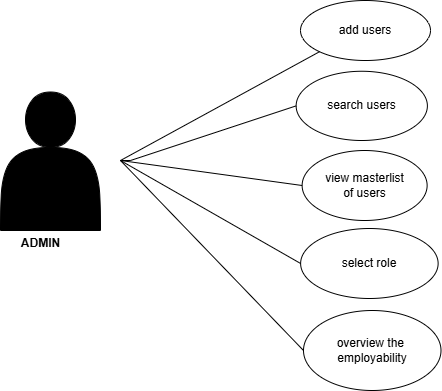 add users
search users
view masterlist
of users
ADMIN
select role
overview the
employability